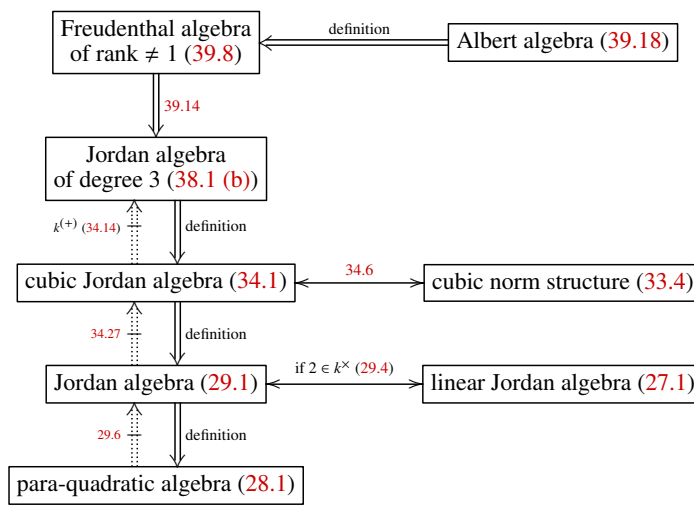 Freudenthal algebra
of rank ≠ 1 (39.8)
definition
Albert algebra (39.18)
39.14
Jordan algebra
of degree 3 (38.1 (b))
k(+) (34.14)
definition
cubic Jordan algebra (34.1)
34.6
cubic norm structure (33.4)
34.27
definition
Jordan algebra (29.1)
if 2 ∈ k× (29.4)
linear Jordan algebra (27.1)
29.6
definition
para-quadratic algebra (28.1)